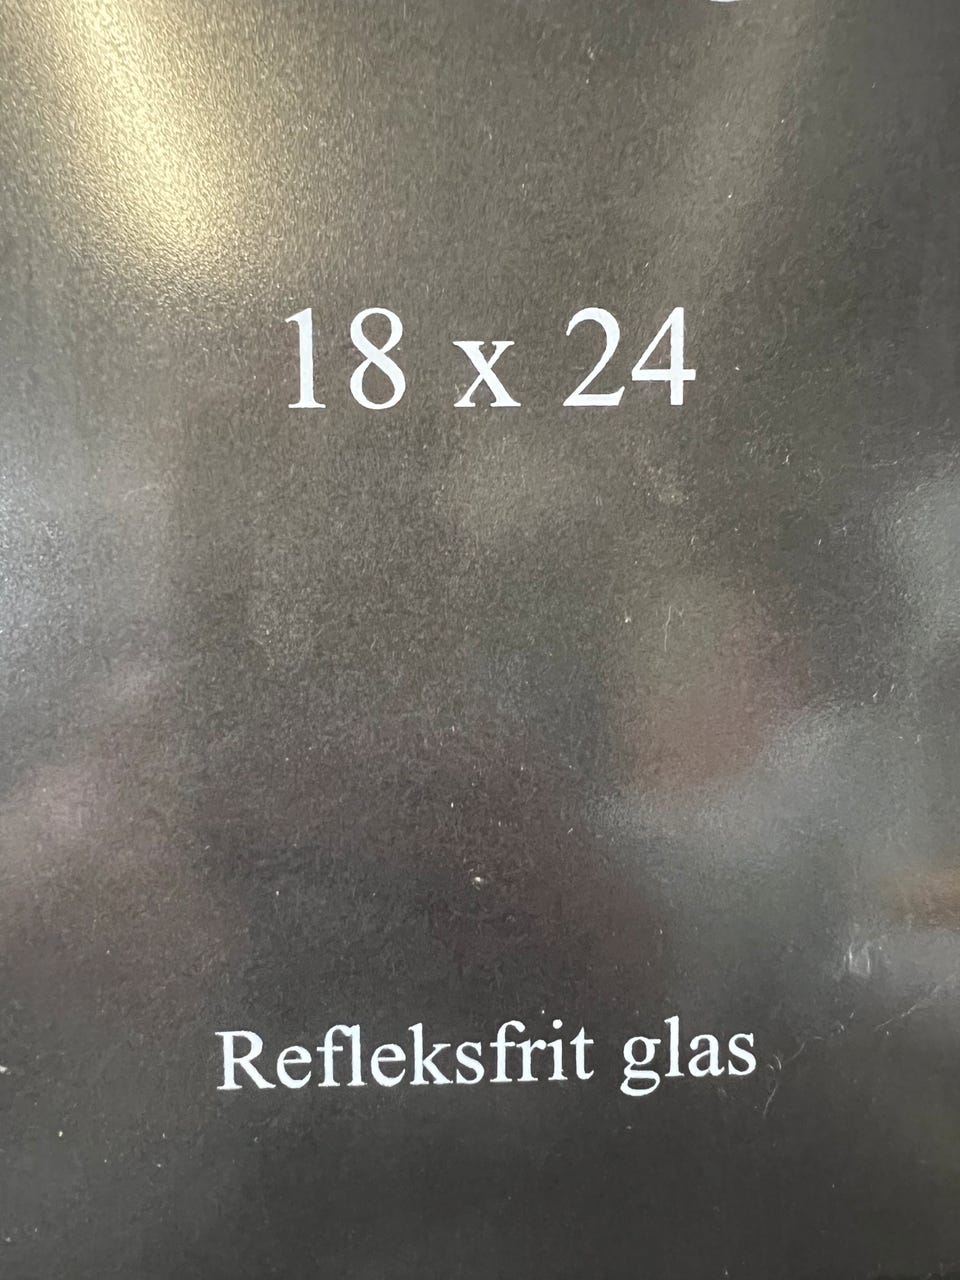 18 x 24
Refleksfrit glas